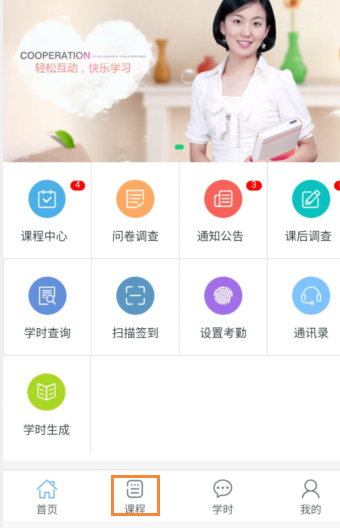 COOPERATION
轻松互动，快乐学习
4
3
课程中心
问卷调查
通知公告
课后调查
学时查询
扫描签到
设置考勤
通讯录
学时生成
首页
课程
学时
我的